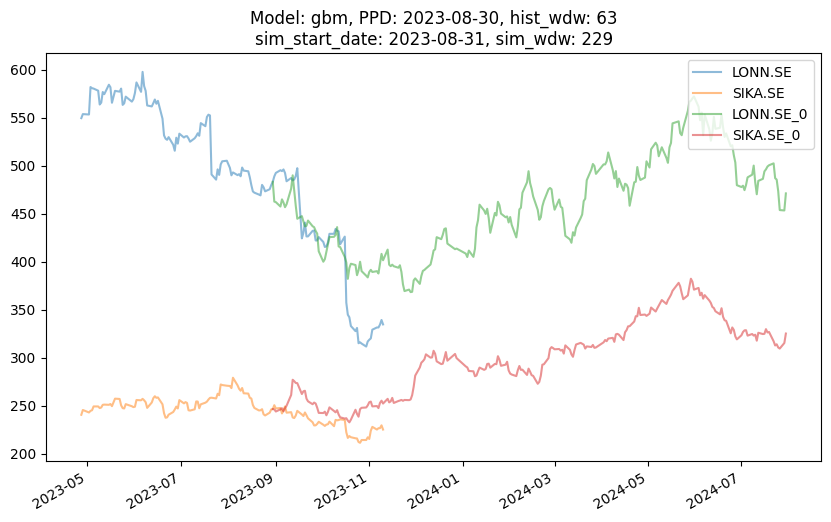 Model: gbm, PPD: 2023-08-30, hist_wdw: 63
sim_start_date: 2023-08-31, sim_wdw: 229
LONN.SE
SIKA.SE
LONN.SE_0
SIKA.SE_0
600
550
500
450
400
350
300
250
200
2023-05
2023-07
2023-09
2023-11
2024-01
2024-03
2024-05
2024-07